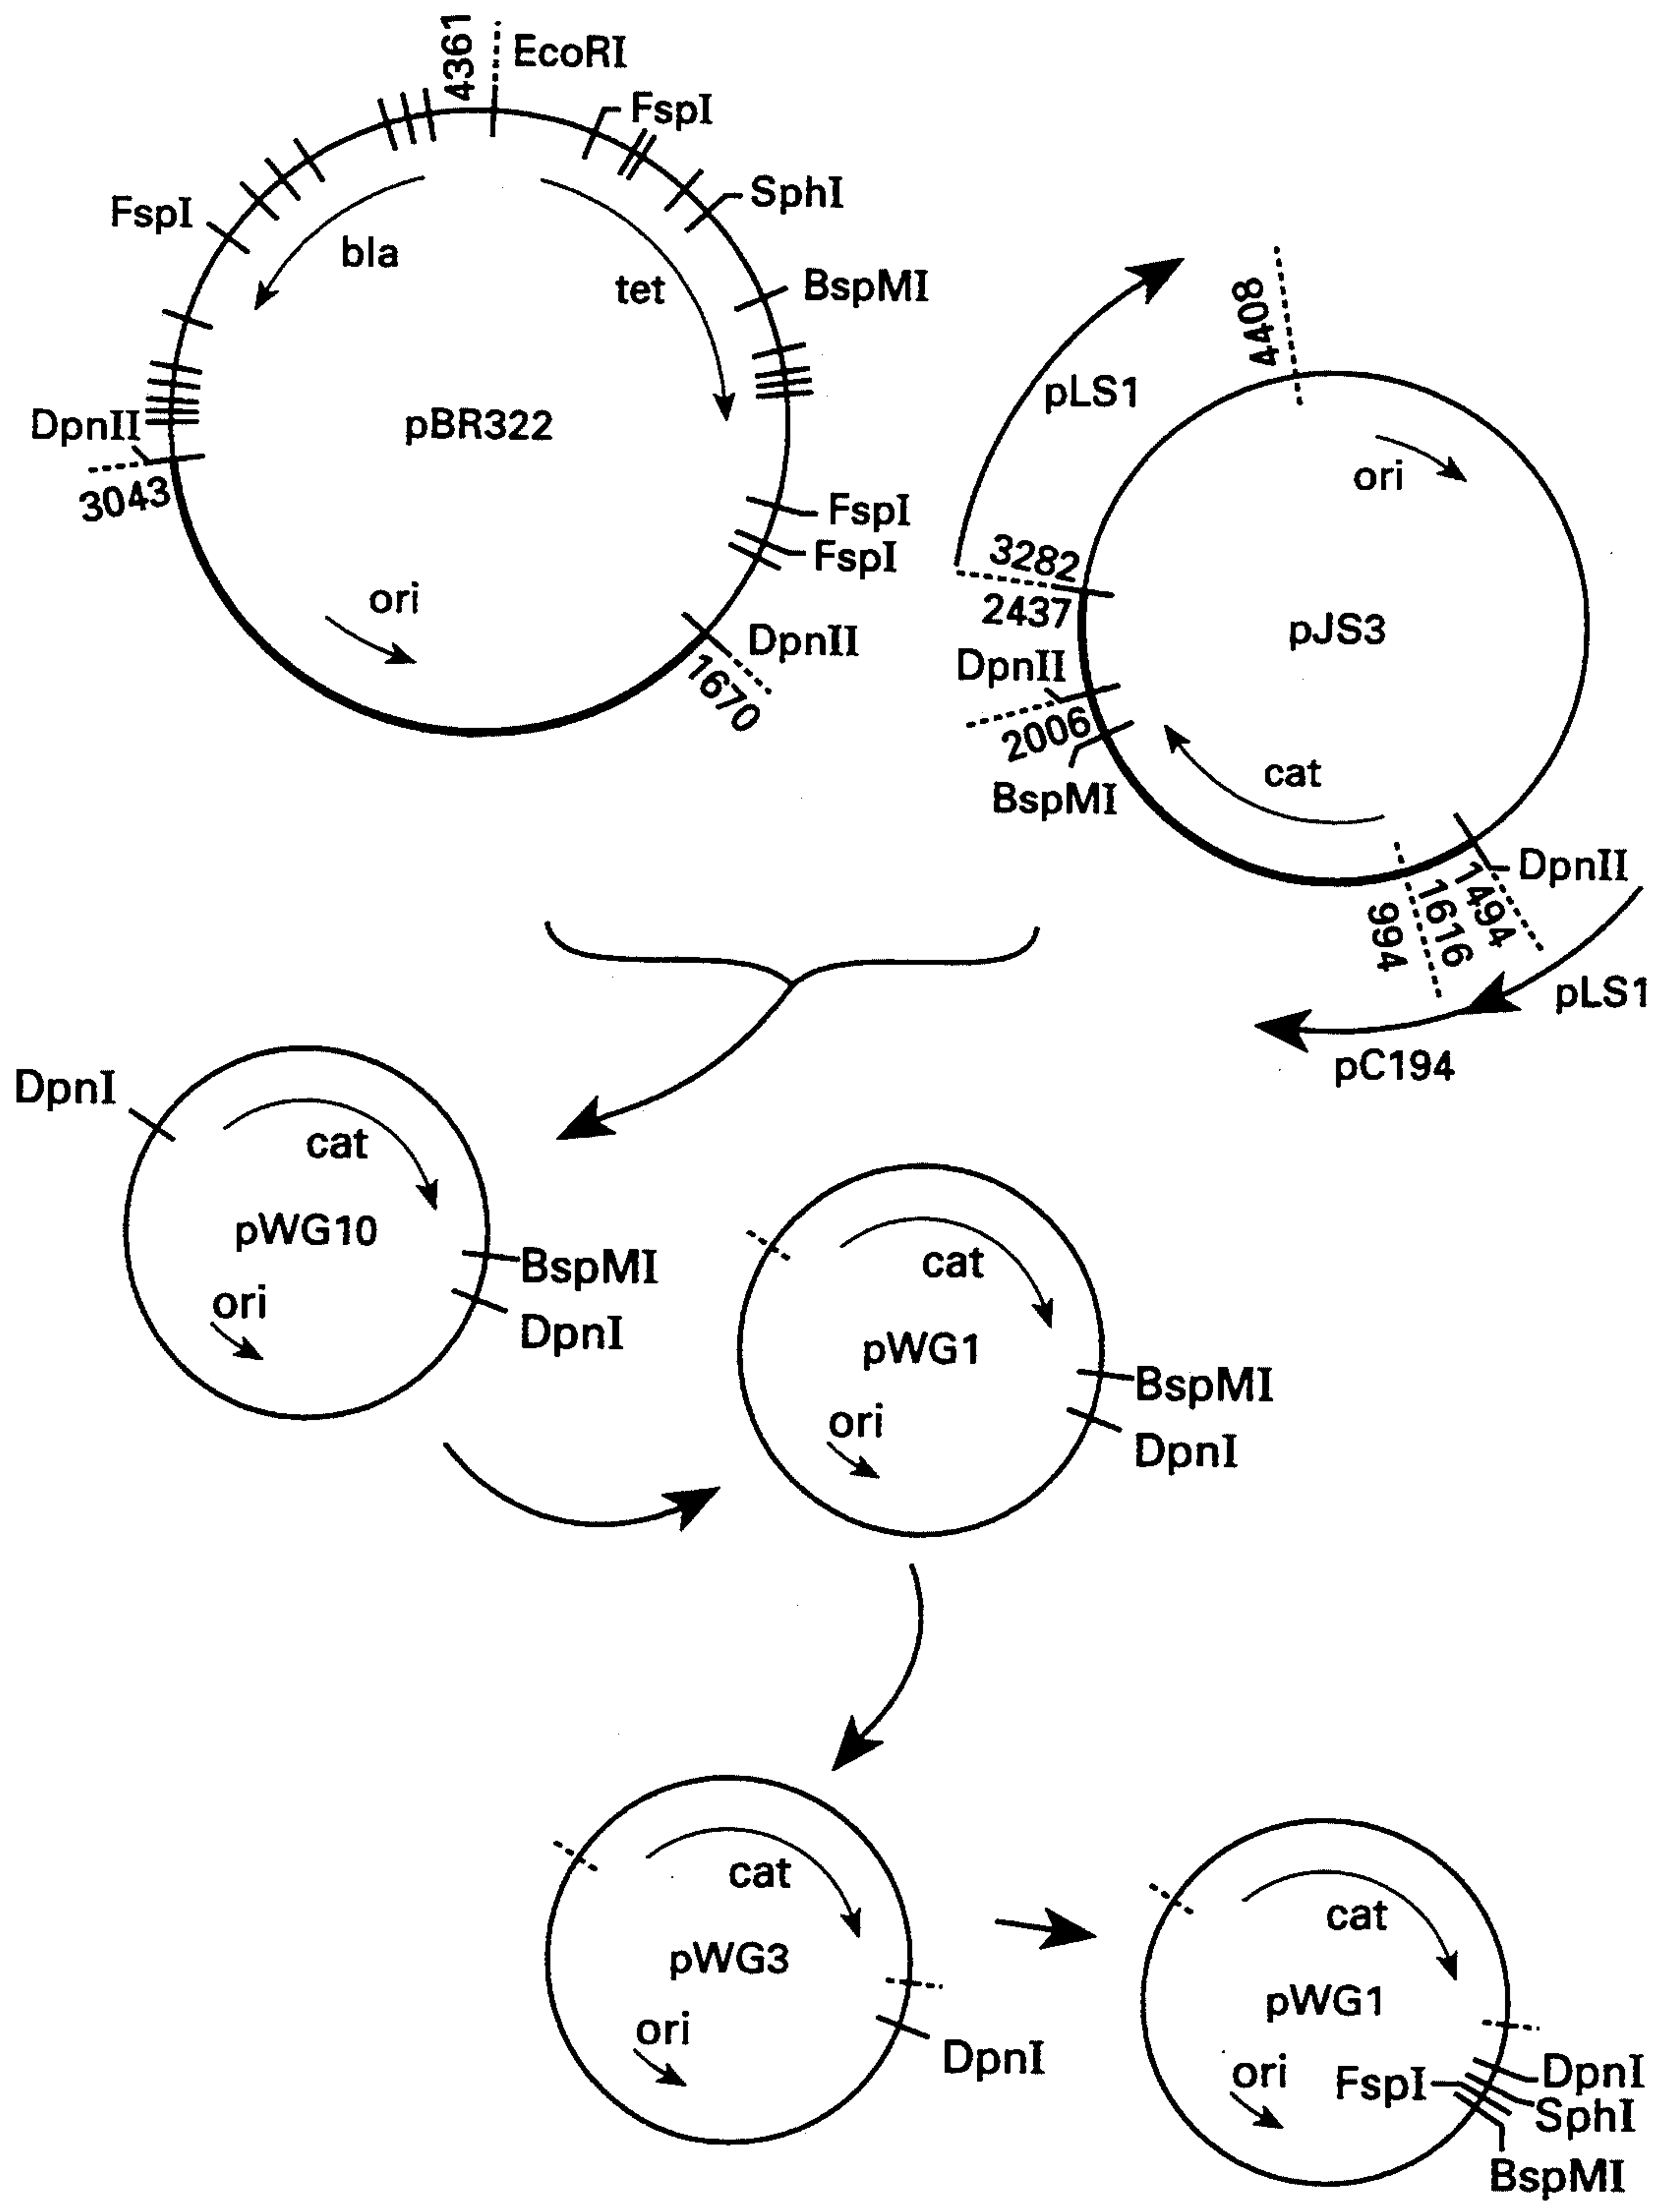 4361
EcoRI
FspI
SphI
FspI
bla
tet
BspMI
DpnII
pBR322
3043
FspI
FspI
ori
DpnII
1670
4408
pLS1
ori
3282
2437
pJS3
DpnII
2006
BspMI
cat
DpnII
1494
1616
994
pLS1
pC194
DpnI
cat
pWG10
BspMI
ori
DpnI
cat
pWG1
BspMI
ori
DpnI
cat
pWG3
ori
DpnI
cat
pWG1
ori
FspI
DpnI
SphI
BspMI